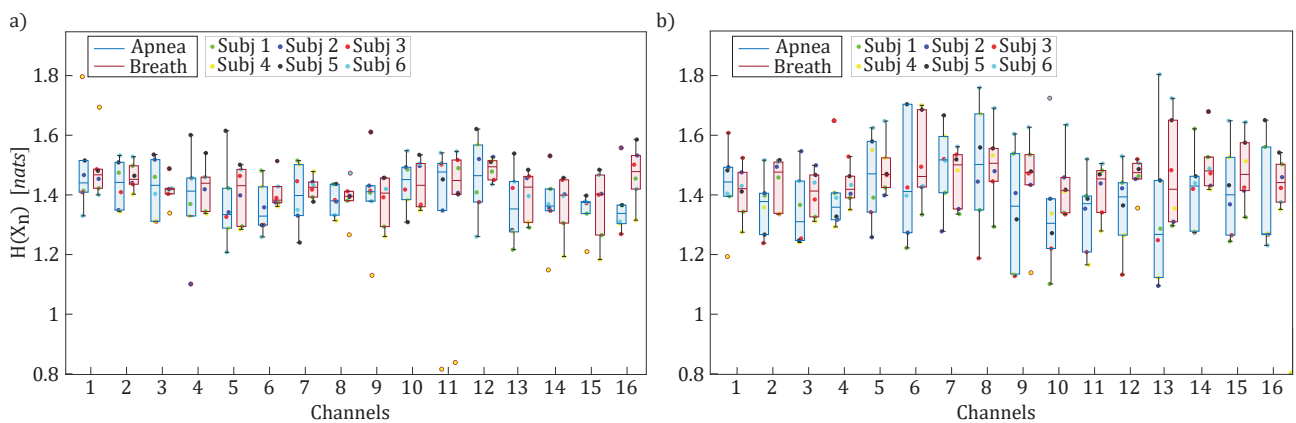 a)
b)
Apnea
Breath
Subj 1 Subj 2 Subj 3
Subj 4 Subj 5 Subj 6
Apnea
Breath
Subj 1 Subj 2 Subj 3
Subj 4 Subj 5 Subj 6
H(Xn) [nats]
1.8
1.6
1.4
1.2
1
0.8
1 2 3 4 5 6 7 8 9 10 11 12 13 14 15 16
Channels
1.8
1.6
1.4
1.2
1
0.8
1 2 3 4 5 6 7 8 9 10 11 12 13 14 15 16
Channels